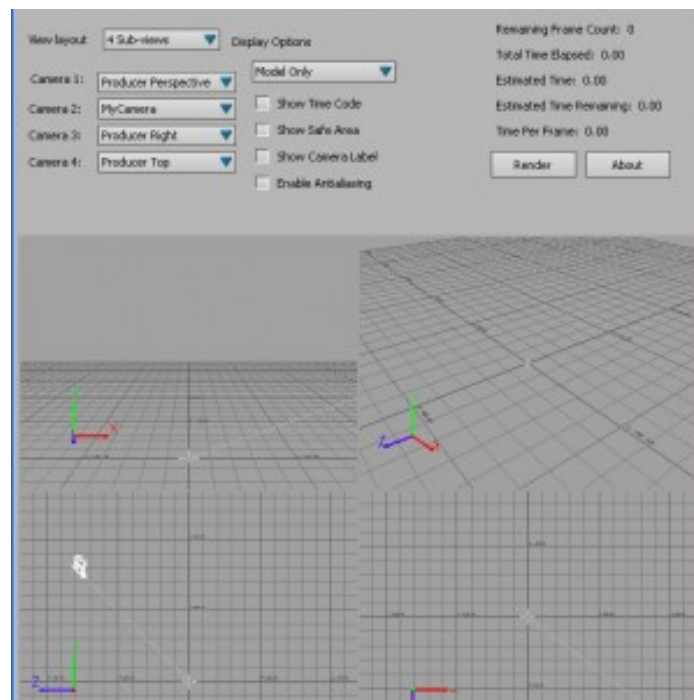 View layout: 4 Sub-views
Display Options
Camera 1: Producer Perspective
Camera 2: MyCamera
Camera 3: Producer Right
Camera 4: Producer Top
Model Only
Show Time Code
Show Safe Area
Show Camera Label
Enable Antialiasing
Remaining Frame Count: 0
Total Time Elapsed: 0.00
Estimated Time: 0.00
Estimated Time Remaining: 0.00
Time Per Frame: 0.00
Render
About
X
Z